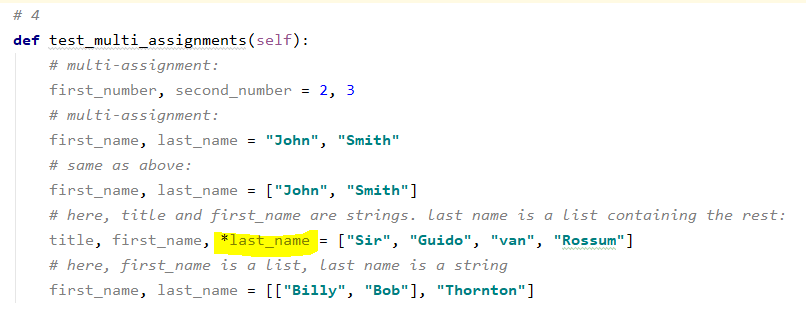 # 4
def test_multi_assignments(self):
# multi-assignment:
first_number, second_number = 2, 3
# multi-assignment:
first_name, last_name = "John", "Smith"
# same as above:
first_name, last_name = ["John", "Smith"]
# here, title and first_name are strings. last name is a list containing the rest:
title, first_name, *last_name = ["Sir", "Guido", "van", "Rossum"]
# here, first_name is a list, last name is a string
first_name, last_name = [["Billy", "Bob"], "Thornton"]